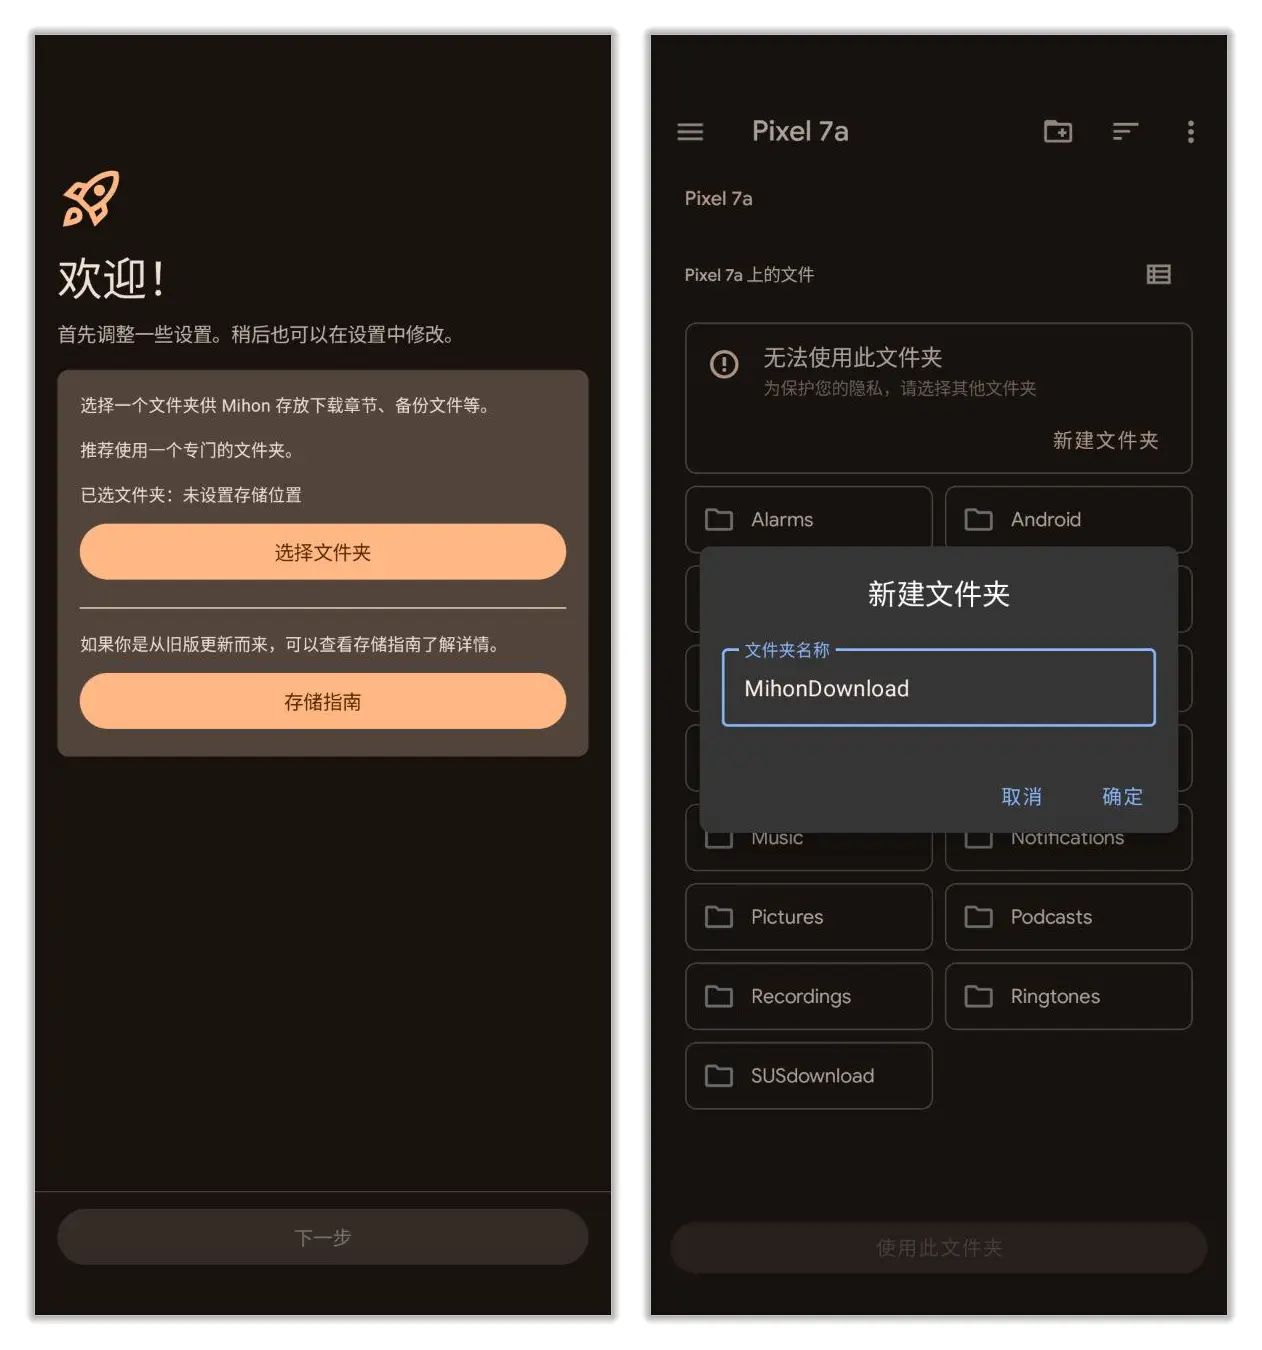 欢迎！
首先调整一些设置。稍后也可以在设置中修改。
选择一个文件夹供 Mihon 存放下载章节、备份文件等。
推荐使用一个专门的文件夹。
已选文件夹：未设置存储位置
选择文件夹
如果你是从旧版更新而来，可以查看存储指南了解详情。
存储指南
下一步
Pixel 7a
Pixel 7a
Pixel 7a 上的文件
无法使用此文件夹
为保护您的隐私，请选择其他文件夹
新建文件夹
Alarms
Android
新建文件夹
文件夹名称
MihonDownload
取消
确定
Music
Notifications
Pictures
Podcasts
Recordings
Ringtones
SUSdownload
使用此文件夹